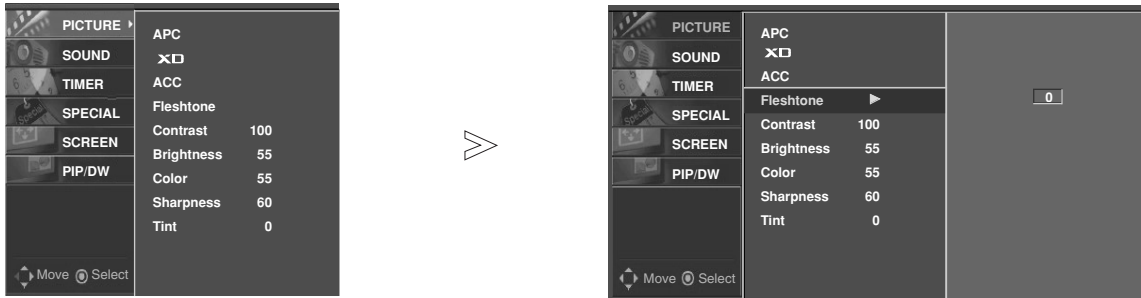 PICTURE
SOUND
TIMER
SPECIAL
SCREEN
PIP/DW
Move Select
APC
XD
ACC
Fleshtone
Contrast 100
Brightness 55
Color 55
Sharpness 60
Tint 0
PICTURE
SOUND
TIMER
SPECIAL
SCREEN
PIP/DW
Move Select
APC
XD
ACC
Fleshtone
Contrast 100
Brightness 55
Color 55
Sharpness 60
Tint 0
0